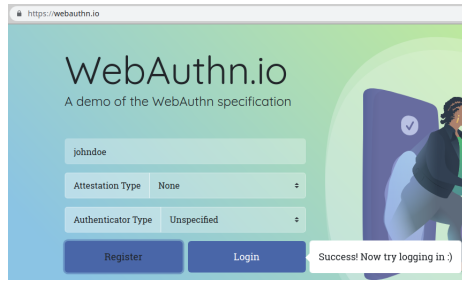 https://webauthn.io
WebAuthn.io
A demo of the WebAuthn specification
johndoe
Attestation Type None
Authenticator Type Unspecified
Register Login Success! Now try logging in :)